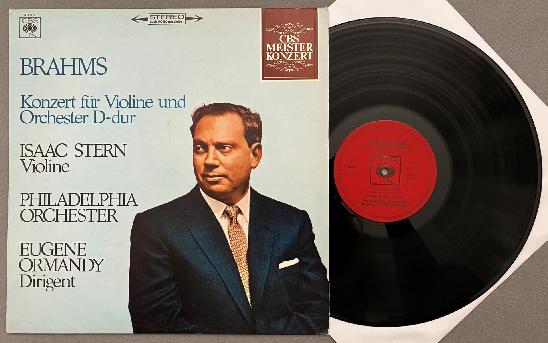 CBS
STEREO
CBS
MEISTER
KONZERT
BRAHMS
Konzert für Violine und
Orchester D-dur
ISAAC STERN
Violine
PHILADELPHIA
ORCHESTER
EUGENE
ORMANDY
Dirigent